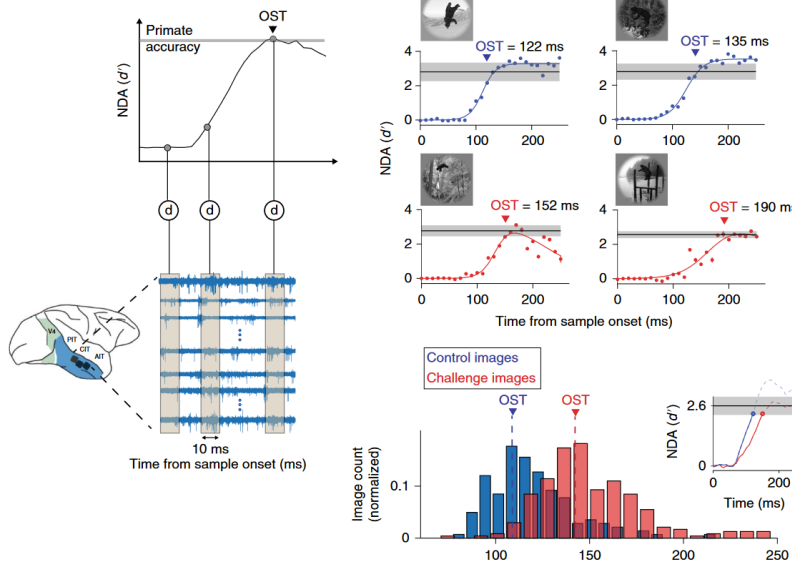 OST
Primate
accuracy
NDA (d′)
d
d
d
V4
PIT
CIT
AIT
10 ms
Time from sample onset (ms)
OST = 122 ms
4
2
0
0
100
200
OST = 135 ms
4
2
0
0
100
200
NDA (d′)
OST = 152 ms
4
2
0
0
100
200
OST = 190 ms
4
2
0
0
100
200
Time from sample onset (ms)
Control images
Challenge images
OST
OST
Image count
(normalized)
0.1
0
100
150
200
250
NDA (d′)
2.6
0
0
200
Time (ms)